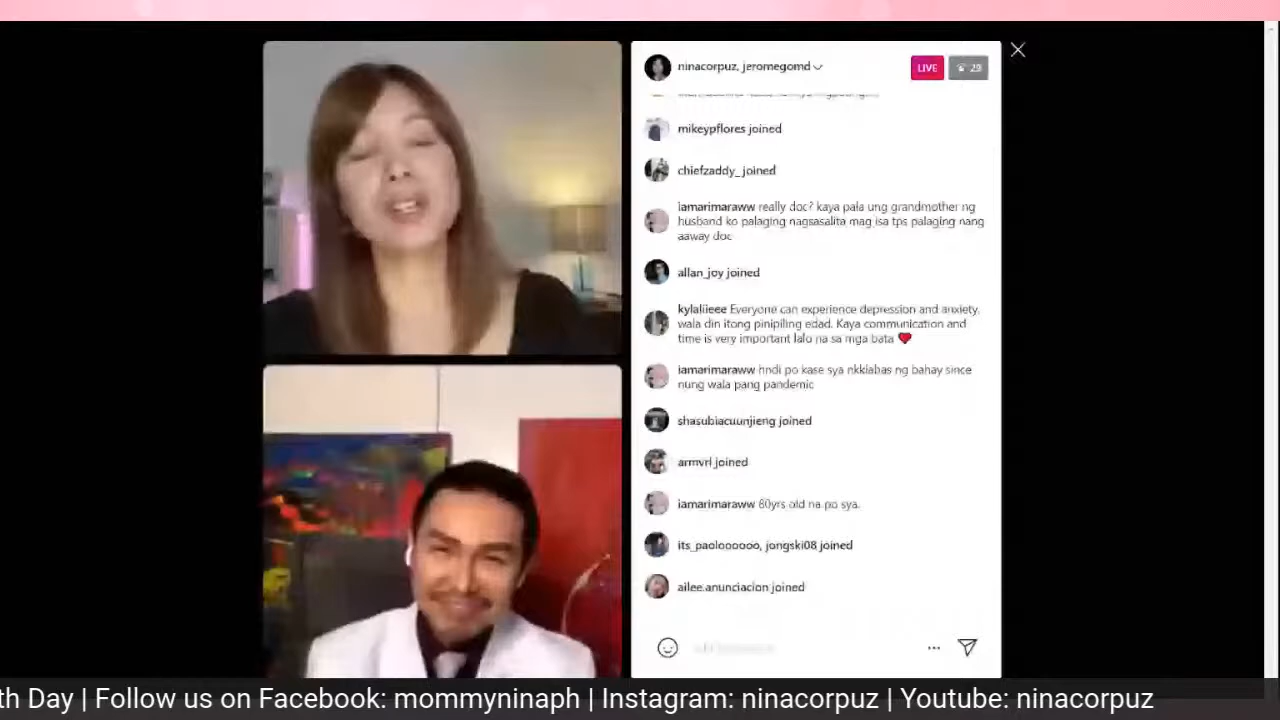 ninacorpuz, jeromegomd
LIVE
29
mikeypflores joined
chiefzaddy_ joined
iamarimaraww really doc? kaya pala ung grandmother ng
husband ko palaging nagsasalita mag isa tps palaging nang
aaway doc
allan_joy joined
kylaliieee Everyone can experience depression and anxiety,
wala din itong pinipiling edad. Kaya communication and
time is very important lalo na sa mga bata ❤
iamarimaraww hndi po kase sya nkkiabas ng bahay since
nung wala pang pandemic
shasubiacuunjieng joined
armvrl joined
iamarimaraww 80yrs old na po sya.
its_paoloooooo, jongski08 joined
ailee.anunciacion joined
th Day | Follow us on Facebook: mommyninaph | Instagram: ninacorpuz | Youtube: ninacorpuz